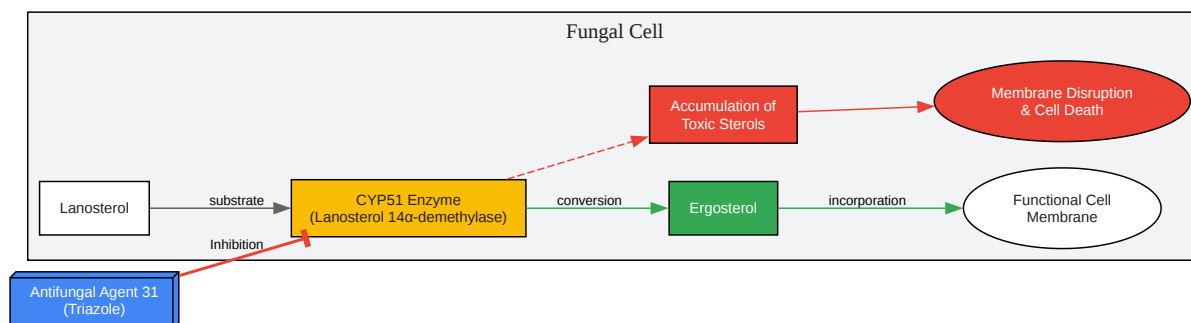 Fungal Cell
Accumulation of
Toxic Sterols
Membrane Disruption
& Cell Death
Lanosterol
substrate
CYP51 Enzyme
(Lanosterol 14α-demethylase)
conversion
Ergosterol
incorporation
Functional Cell
Membrane
Inhibition
Antifungal Agent 31
(Triazole)